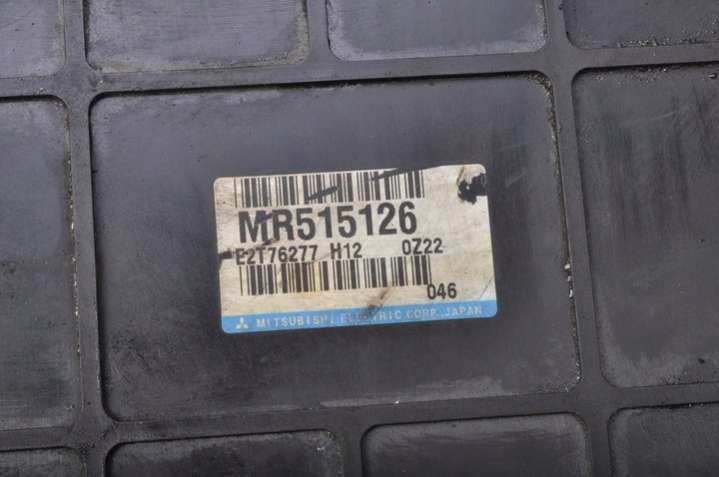 MR515126
E2T76277 H12 0Z22
046
MITSUBISHI ELECTRIC CORP. JAPAN